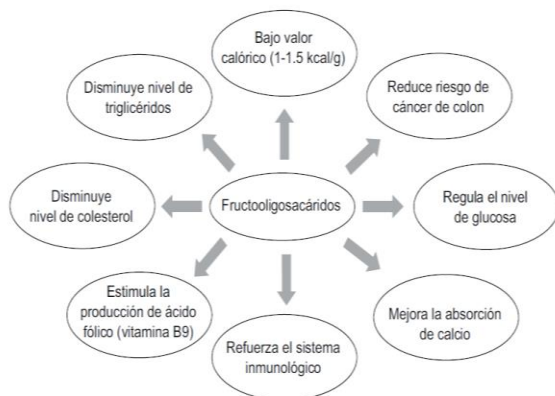 Bajo valor
calórico (1-1.5 kcal/g)
Disminuye nivel de
triglicéridos
Reduce riesgo de
cáncer de colon
Disminuye
nivel de colesterol
Fructooligosacáridos
Regula el nivel
de glucosa
Estimula la
producción de ácido
fólico (vitamina B9)
Mejora la absorción
de calcio
Refuerza el sistema
inmunológico